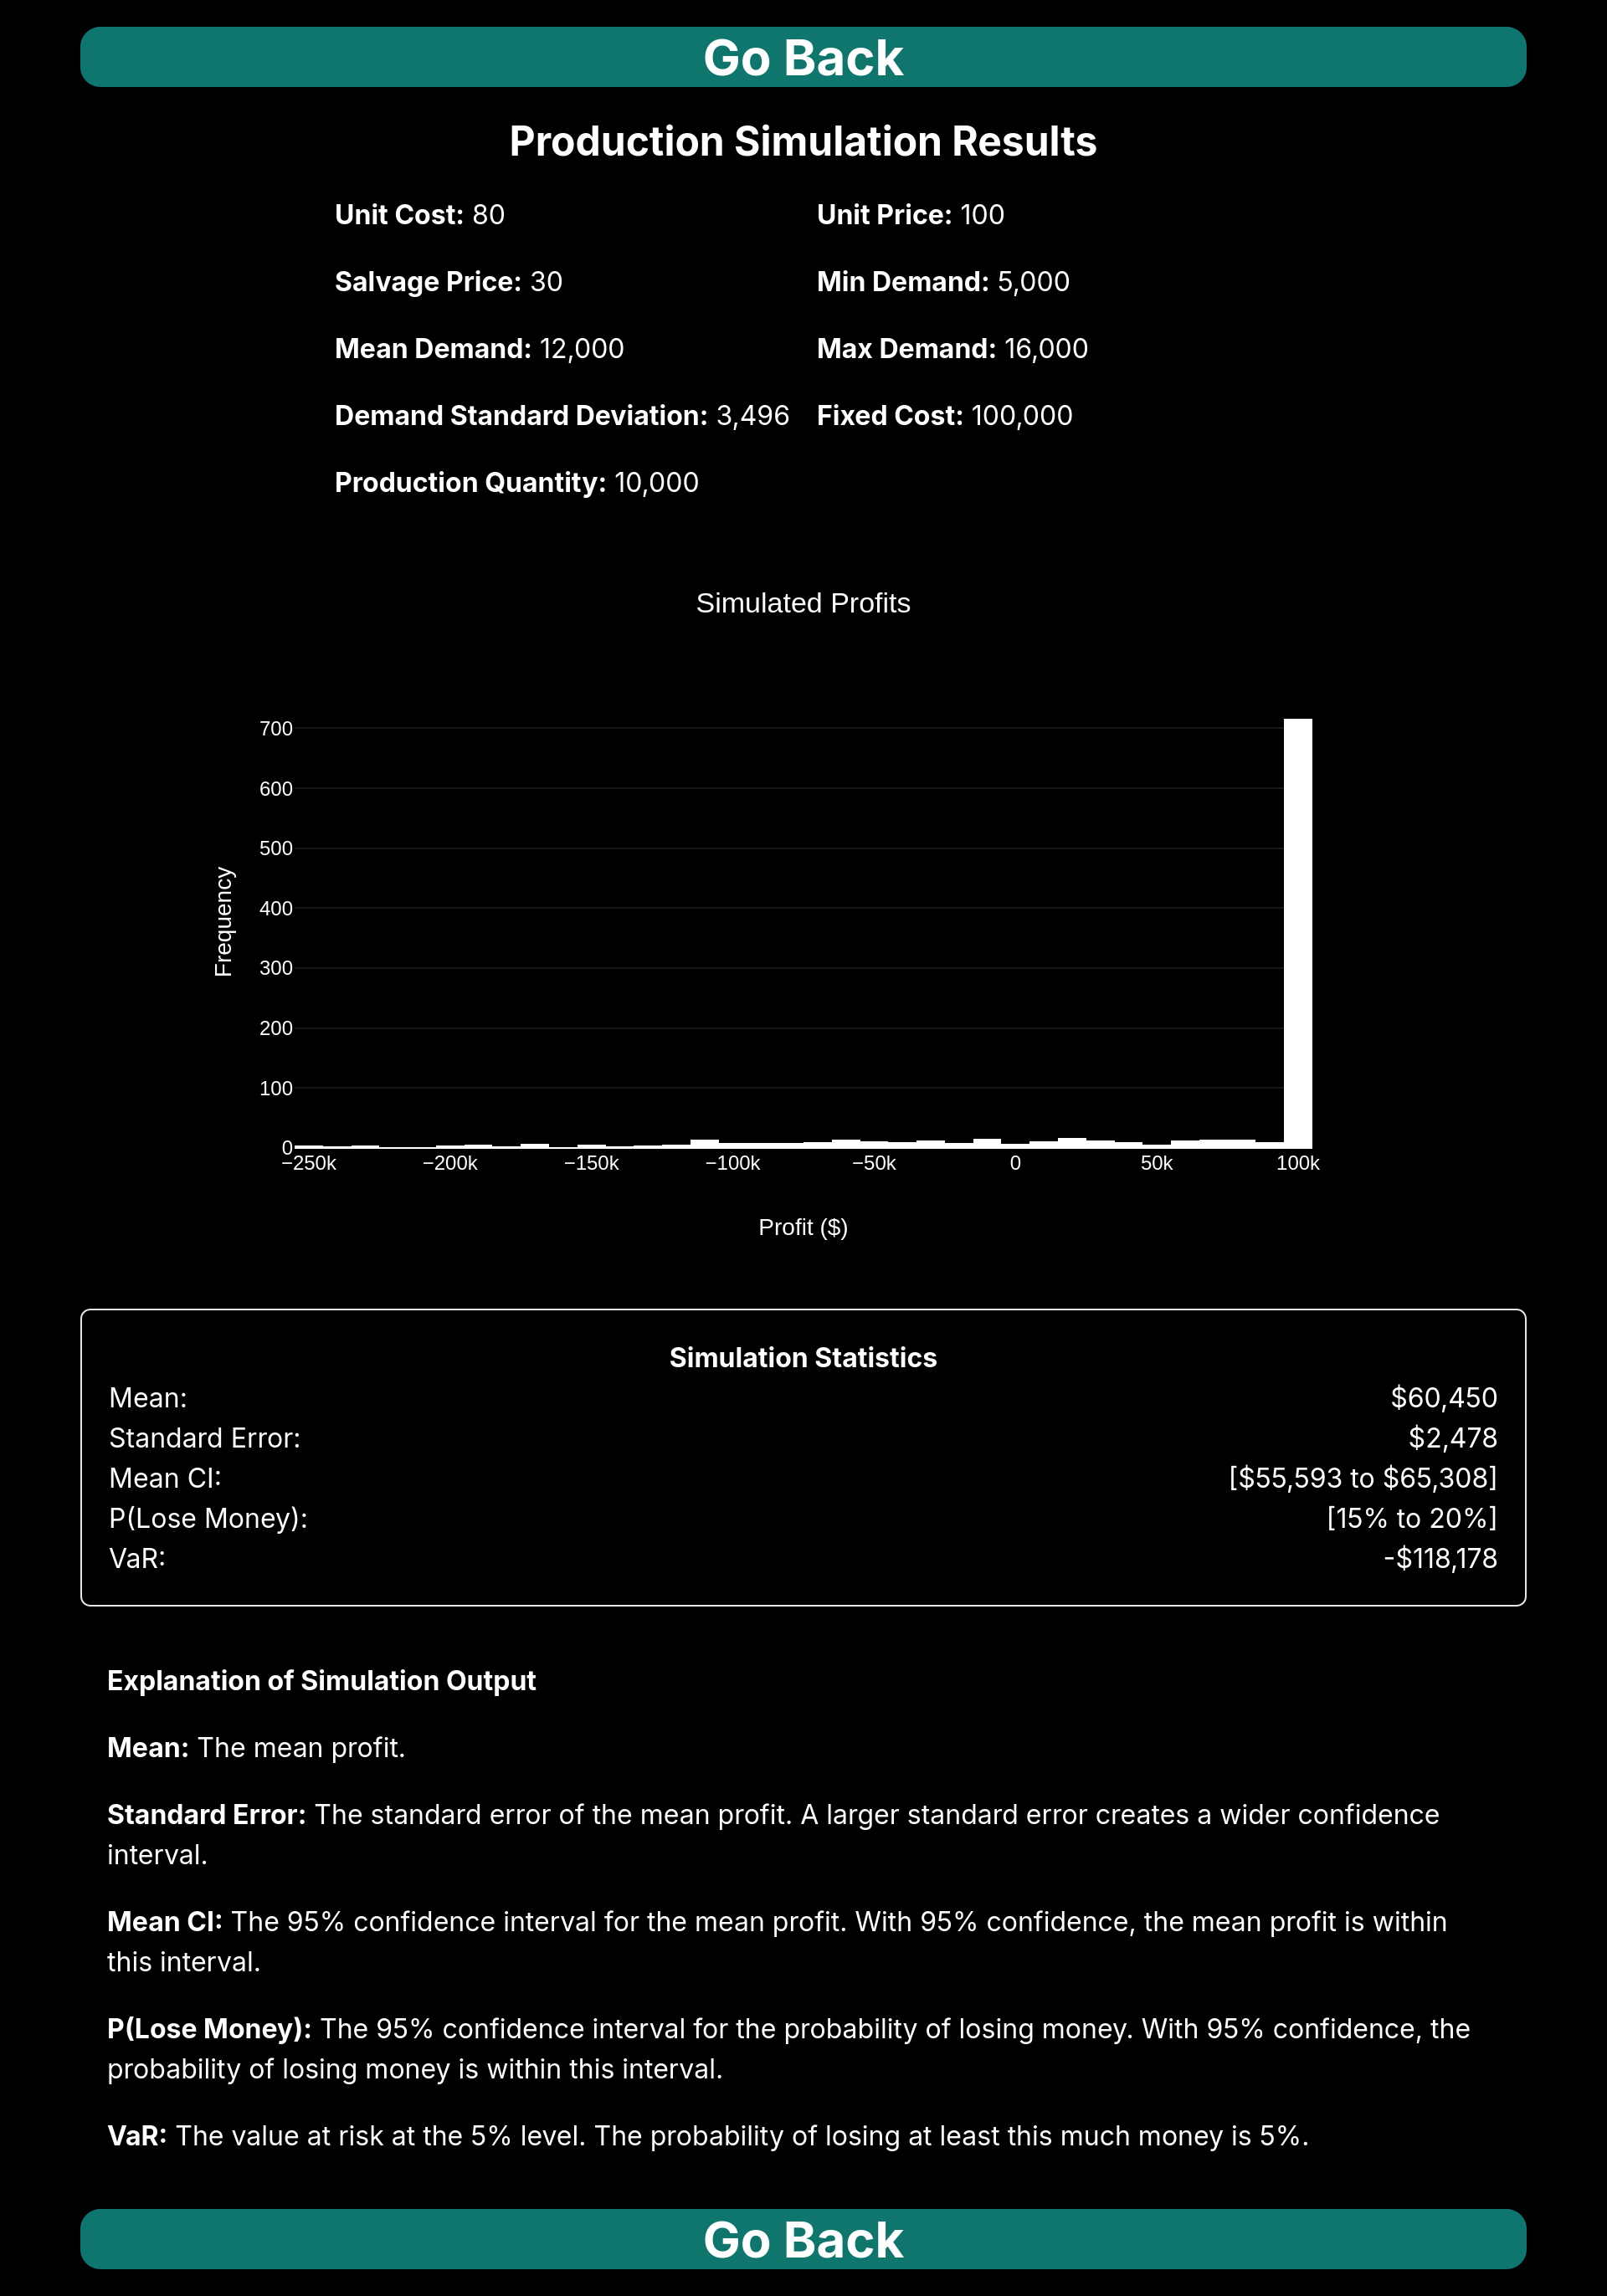 Go Back
Production Simulation Results
Unit Cost: 80
Unit Price: 100
Salvage Price: 30
Min Demand: 5,000
Mean Demand: 12,000
Max Demand: 16,000
Demand Standard Deviation: 3,496
Fixed Cost: 100,000
Production Quantity: 10,000
Simulated Profits
700
600
500
400
300
200
100
0
Frequency
−250k
−200k
−150k
−100k
−50k
0
50k
100k
Profit ($)
Simulation Statistics
Mean: $60,450
Standard Error: $2,478
Mean CI: [$55,593 to $65,308]
P(Lose Money): [15% to 20%]
VaR: -$118,178
Explanation of Simulation Output
Mean: The mean profit.
Standard Error: The standard error of the mean profit. A larger standard error creates a wider confidence
interval.
Mean CI: The 95% confidence interval for the mean profit. With 95% confidence, the mean profit is within
this interval.
P(Lose Money): The 95% confidence interval for the probability of losing money. With 95% confidence, the
probability of losing money is within this interval.
VaR: The value at risk at the 5% level. The probability of losing at least this much money is 5%.
Go Back